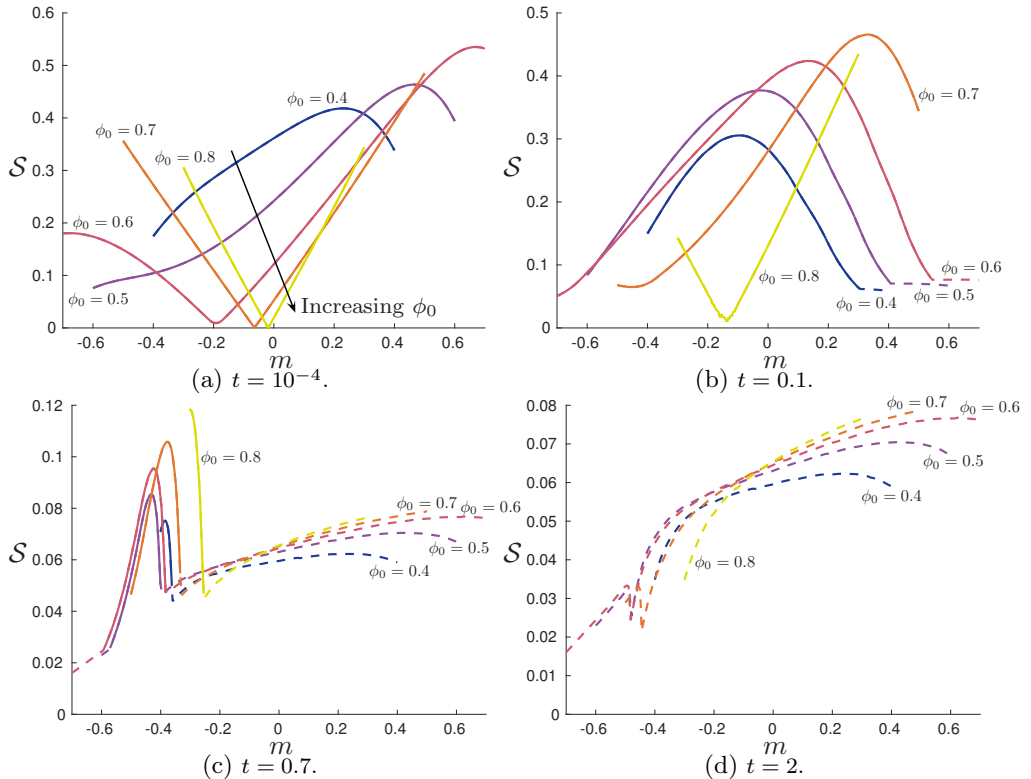 0.6
0.5
0.4
0.3
0.2
0.1
0
S
-0.6 -0.4 -0.2 0 0.2 0.4 0.6
m
ϕ₀ = 0.4
ϕ₀ = 0.7
ϕ₀ = 0.8
ϕ₀ = 0.6
ϕ₀ = 0.5
Increasing ϕ₀
(a) t = 10⁻⁴.
0.5
0.4
0.3
0.2
0.1
0
S
-0.6 -0.4 -0.2 0 0.2 0.4 0.6
m
ϕ₀ = 0.7
ϕ₀ = 0.8
ϕ₀ = 0.6
ϕ₀ = 0.5
ϕ₀ = 0.4
(b) t = 0.1.
0.12
0.1
0.08
0.06
0.04
0.02
0
S
-0.6 -0.4 -0.2 0 0.2 0.4 0.6
m
ϕ₀ = 0.8
ϕ₀ = 0.7
ϕ₀ = 0.6
ϕ₀ = 0.5
ϕ₀ = 0.4
(c) t = 0.7.
0.08
0.07
0.06
0.05
0.04
0.03
0.02
0.01
0
S
-0.6 -0.4 -0.2 0 0.2 0.4 0.6
m
ϕ₀ = 0.7
ϕ₀ = 0.6
ϕ₀ = 0.5
ϕ₀ = 0.4
ϕ₀ = 0.8
(d) t = 2.